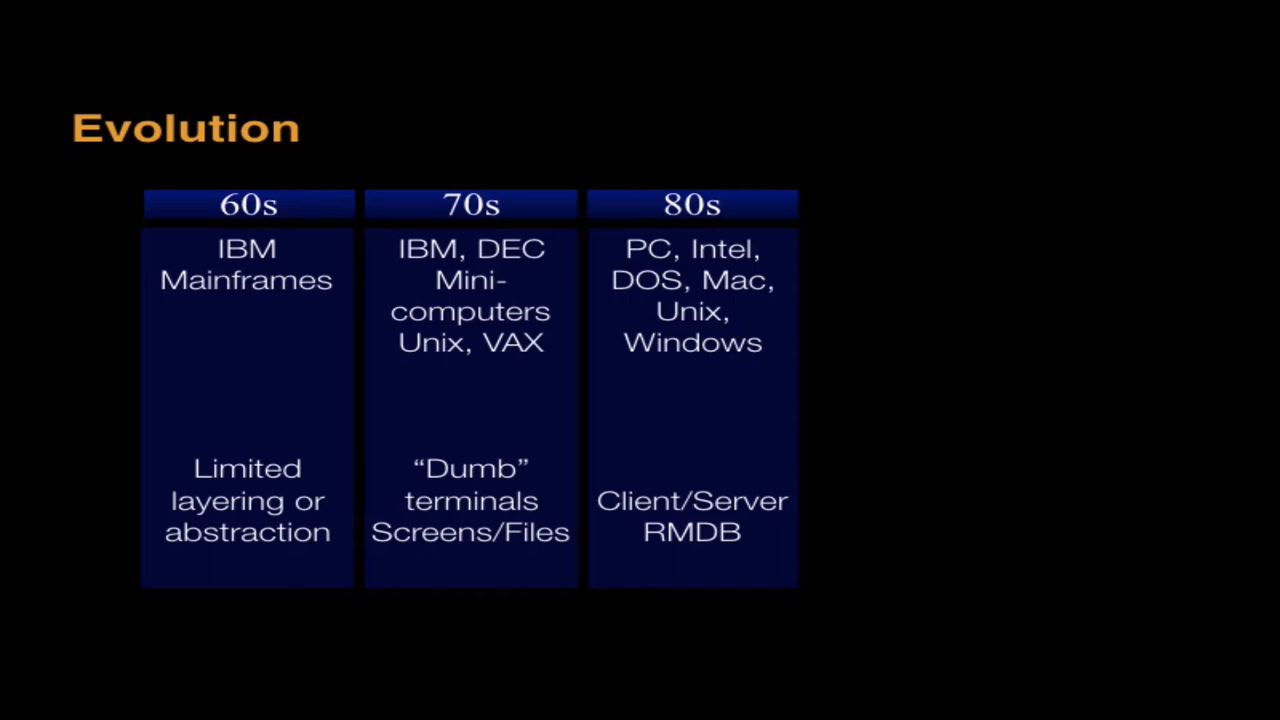 Evolution
60s
IBM
Mainframes
Limited
layering or
abstraction
70s
IBM, DEC
Mini-
computers
Unix, VAX
“Dumb”
terminals
Screens/Files
80s
PC, Intel,
DOS, Mac,
Unix,
Windows
Client/Server
RMDB